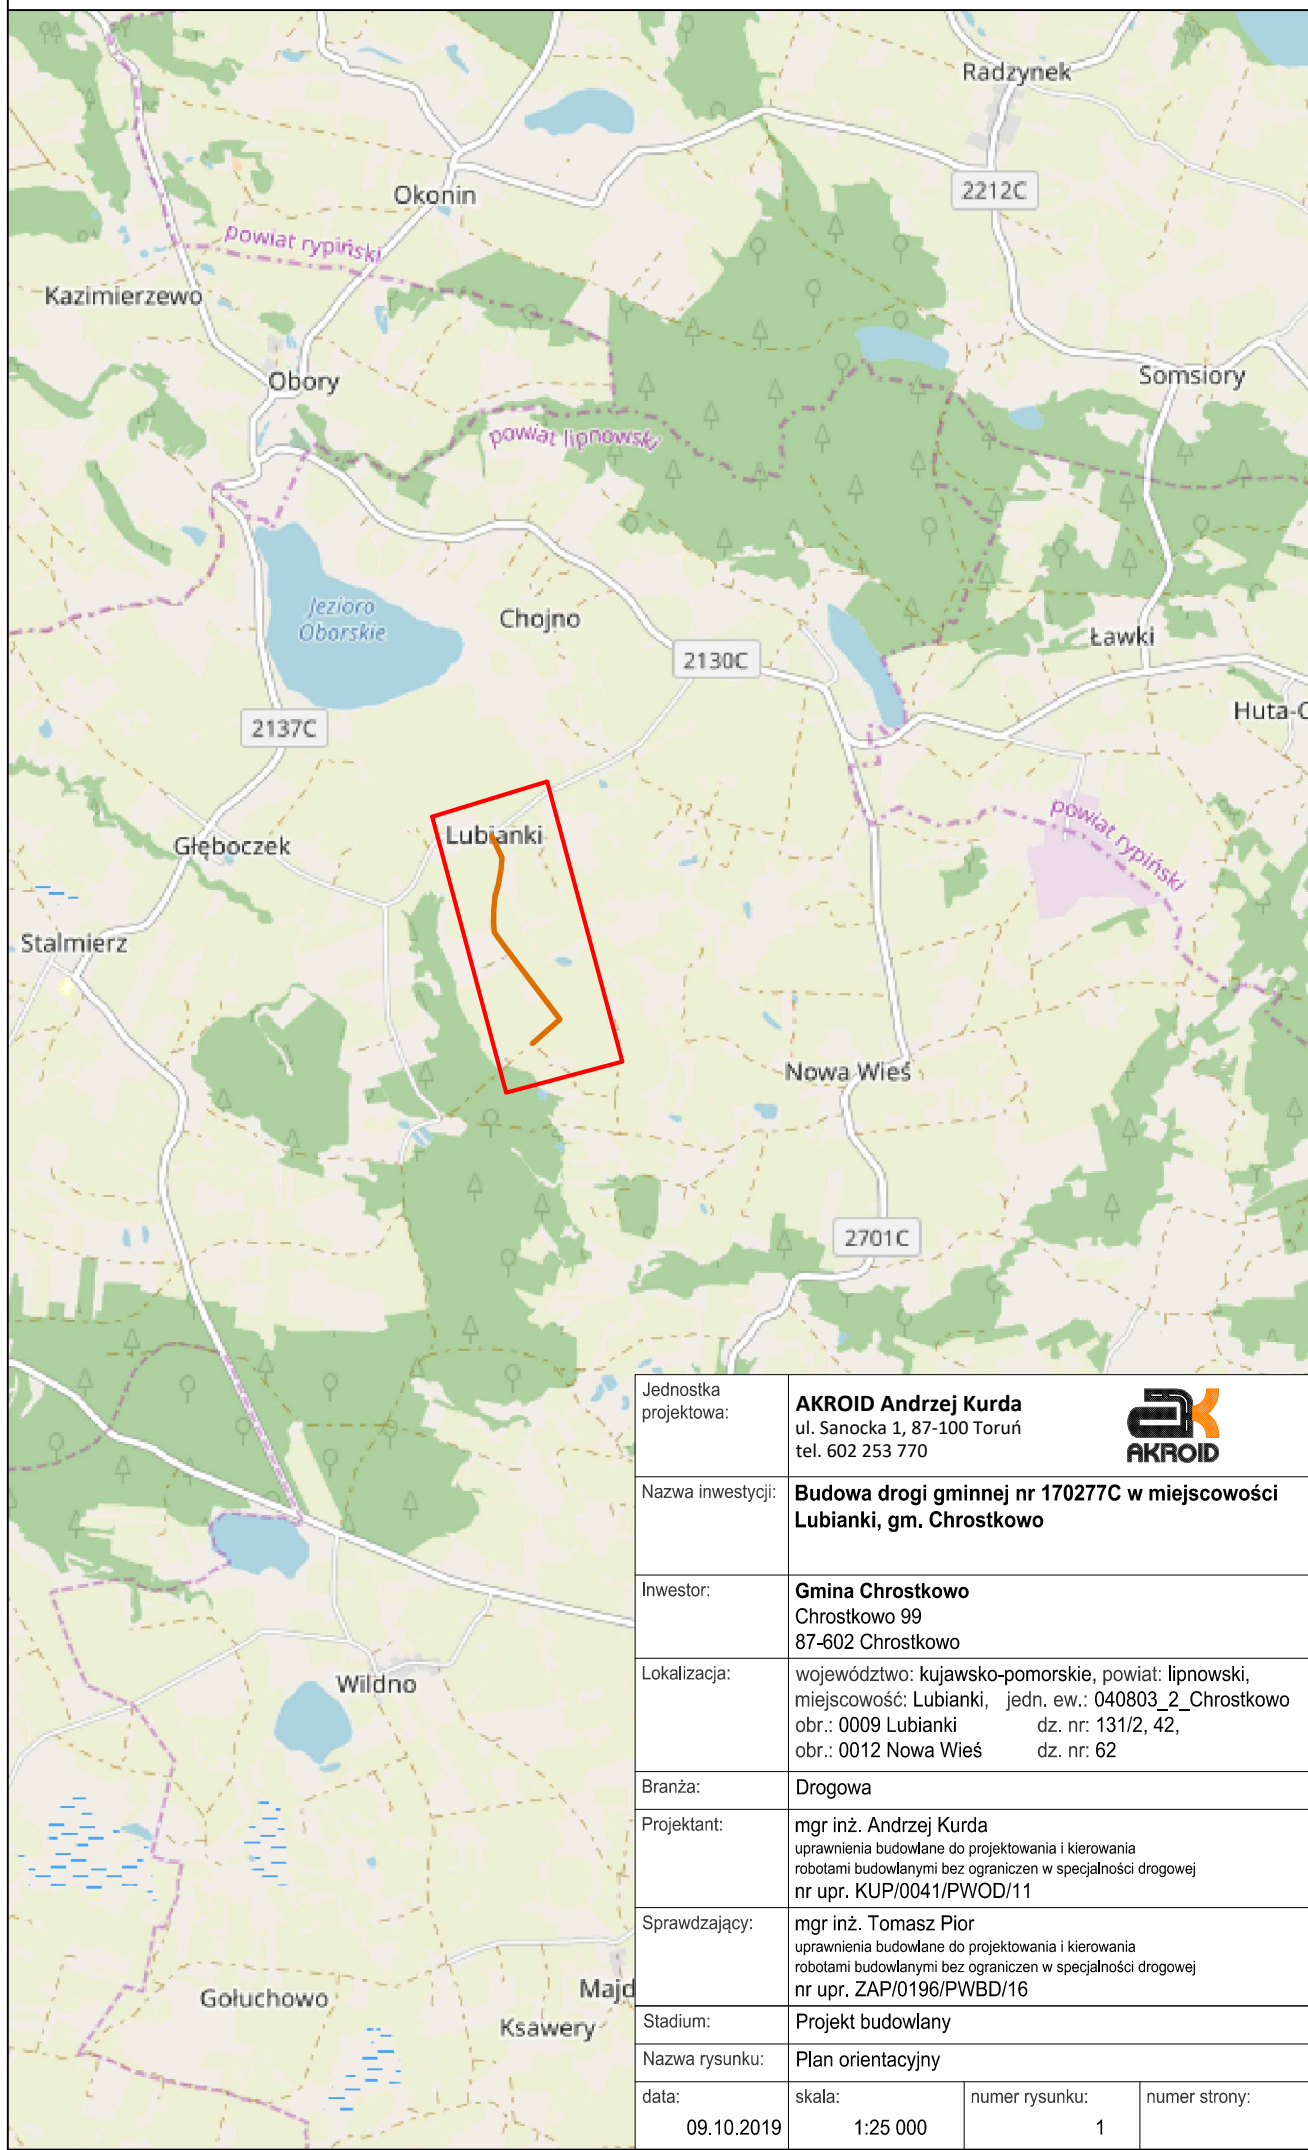 Radzynek
Okonin
2212C
powiat rypiński
Kazimierzewo
Obory
Somsiory
powiat lipnowski
Jezioro
Oborskie
Chojno
Ławki
2130C
2137C
Huta-C
powiat rypiński
Głęboczek
Lubianki
Stalmierz
Nowa Wieś
2701C
Wildno
Gołuchowo
Majd
Ksawery
Jednostka
projektowa:
AKROID Andrzej Kurda
ul. Sanocka 1, 87-100 Toruń
tel. 602 253 770
AKROID
Nazwa inwestycji:
Budowa drogi gminnej nr 170277C w miejscowości
Lubianki, gm. Chrostkowo
Inwestor:
Gmina Chrostkowo
Chrostkowo 99
87-602 Chrostkowo
Lokalizacja:
województwo: kujawsko-pomorskie, powiat: lipnowski,
miejscowość: Lubianki, jedn. ew.: 040803_2_Chrostkowo
obr.: 0009 Lubianki dz. nr: 131/2, 42,
obr.: 0012 Nowa Wieś dz. nr: 62
Branża:
Drogowa
Projektant:
mgr inż. Andrzej Kurda
uprawnienia budowlane do projektowania i kierowania
robotami budowlanymi bez ograniczen w specjalności drogowej
nr upr. KUP/0041/PWOD/11
Sprawdzający:
mgr inż. Tomasz Pior
uprawnienia budowlane do projektowania i kierowania
robotami budowlanymi bez ograniczen w specjalności drogowej
nr upr. ZAP/0196/PWBD/16
Stadium:
Projekt budowlany
Nazwa rysunku:
Plan orientacyjny
data:
09.10.2019
skala:
1:25 000
numer rysunku:
1
numer strony: